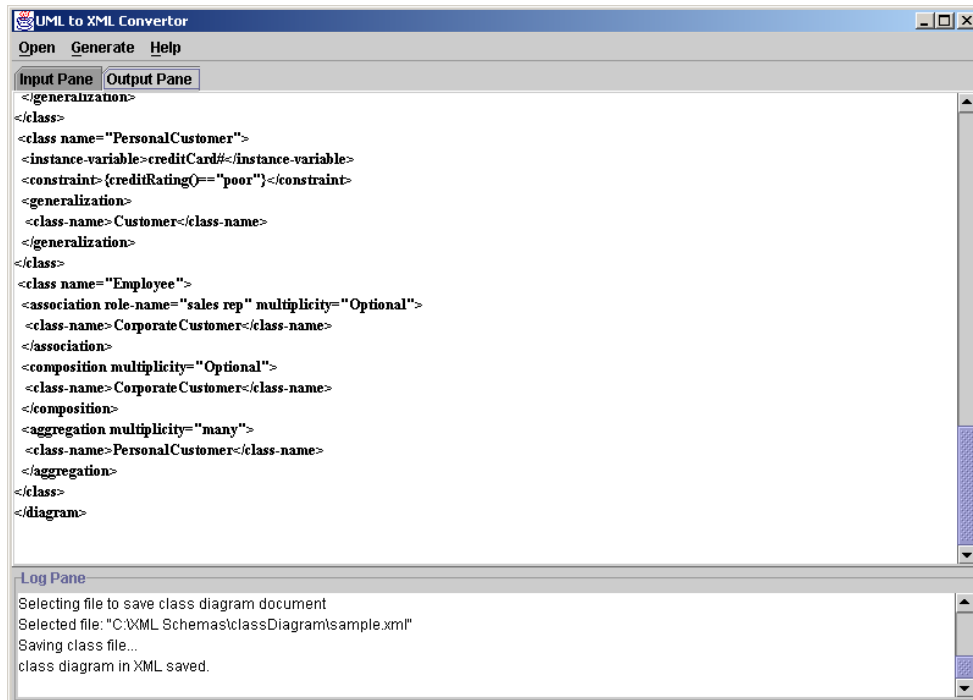 UML to XML Convertor
Open Generate Help
Input Pane Output Pane
</generalization>
</class>
<class name="PersonalCustomer">
<instance-variable>creditCard#</instance-variable>
<constraint>{creditRating()=="poor"}</constraint>
<generalization>
<class-name>Customer</class-name>
</generalization>
</class>
<class name="Employee">
<association role-name="sales rep" multiplicity="Optional">
<class-name>CorporateCustomer</class-name>
</association>
<composition multiplicity="Optional">
<class-name>CorporateCustomer</class-name>
</composition>
<aggregation multiplicity="many">
<class-name>PersonalCustomer</class-name>
</aggregation>
</class>
</diagram>
Log Pane
Selecting file to save class diagram document
Selected file: "C:\XML Schemas\classDiagram\sample.xml"
Saving class file...
class diagram in XML saved.